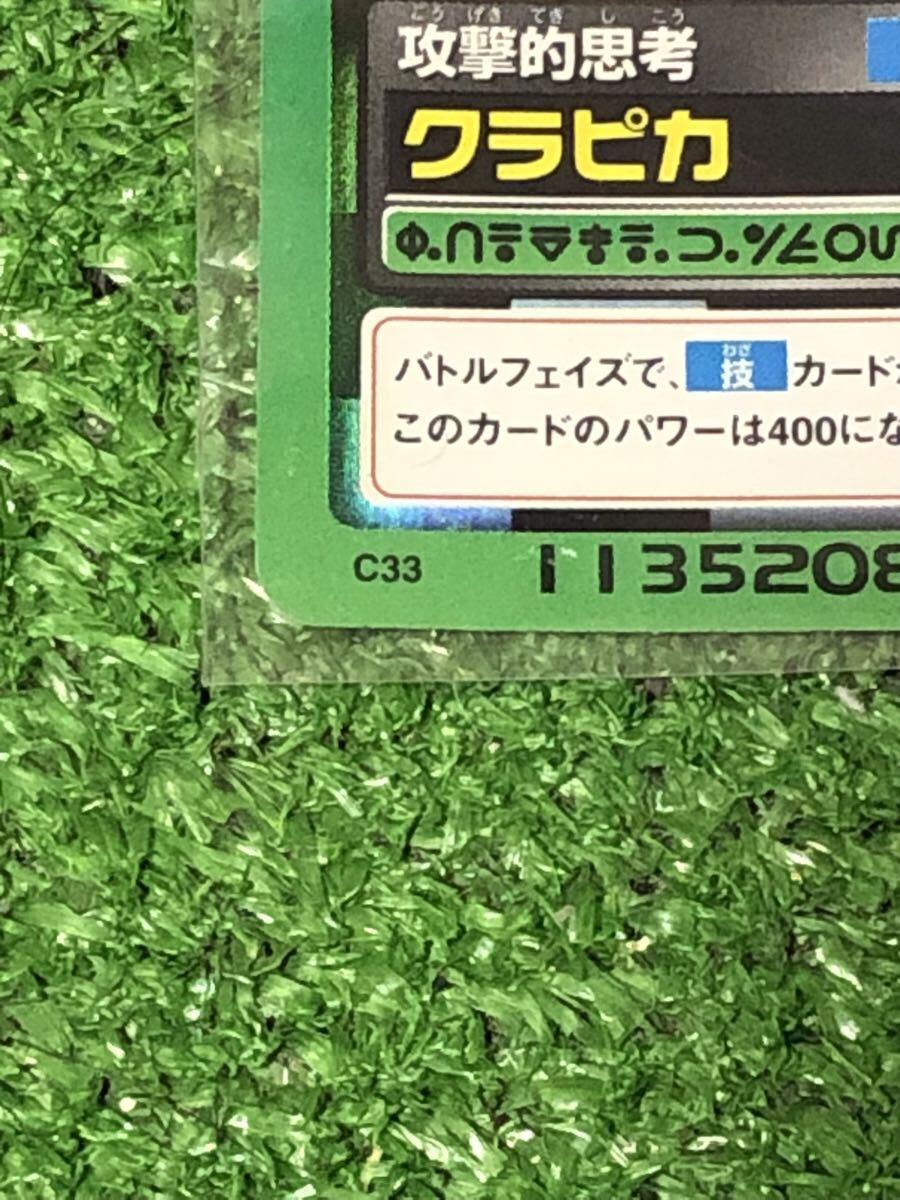 こう げき てき し こう
攻撃的思考
クラピカ
わざ
バトルフェイズで、 技 カード
このカードのパワーは400にな
C33
1135208